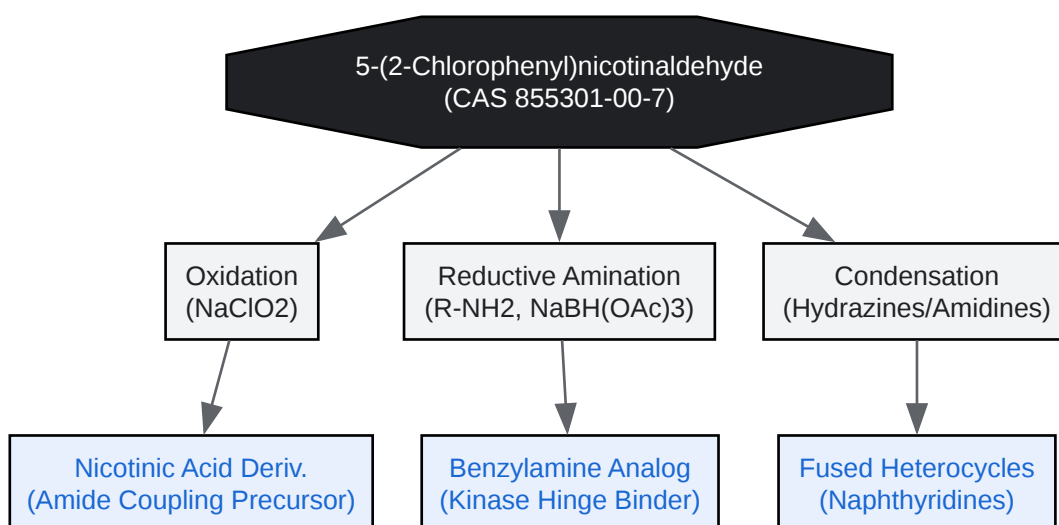 5-(2-Chlorophenyl)nicotinaldehyde
(CAS 855301-00-7)
Oxidation
(NaClO2)
Reductive Amination
(R-NH2, NaBH(OAc)3)
Condensation
(Hydrazines/Amidines)
Nicotinic Acid Deriv.
(Amide Coupling Precursor)
Benzylamine Analog
(Kinase Hinge Binder)
Fused Heterocycles
(Naphthyridines)